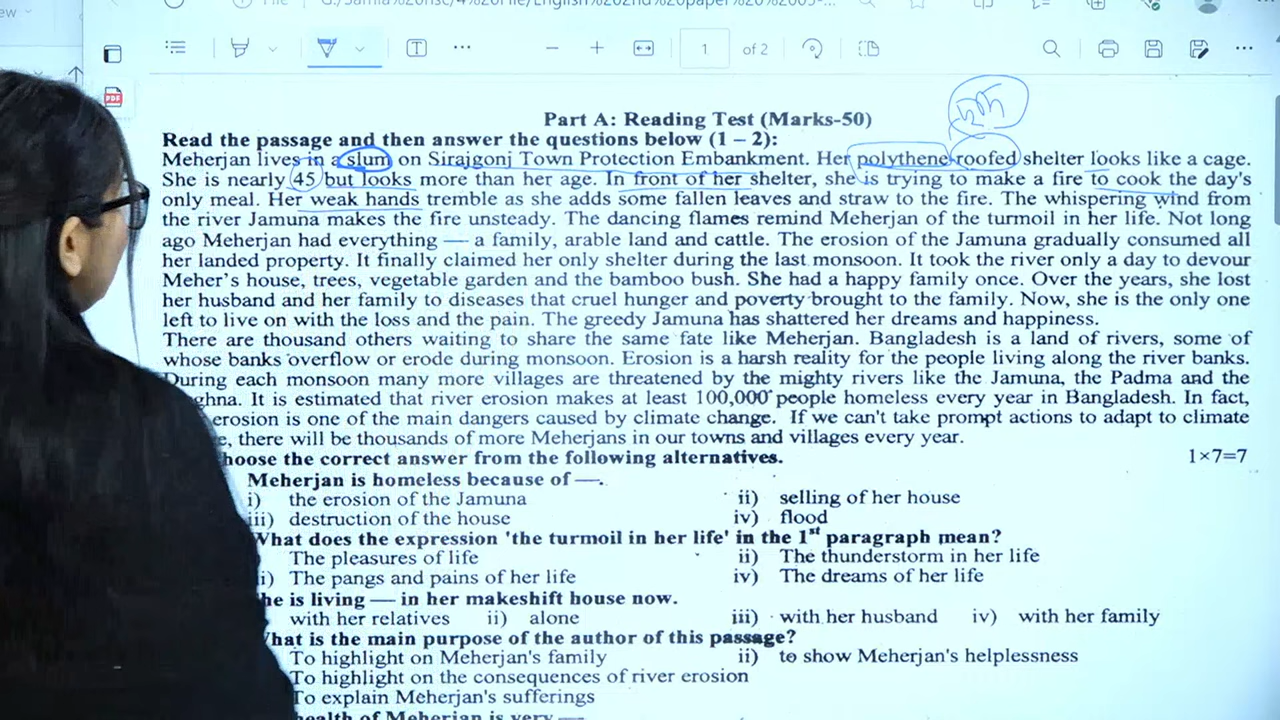 1 of 2
Part A: Reading Test (Marks-50)
Read the passage and then answer the questions below (1 – 2):
Meherjan lives in a slum on Sirajgonj Town Protection Embankment. Her polythene roofed shelter looks like a cage.
She is nearly 45 but looks more than her age. In front of her shelter, she is trying to make a fire to cook the day's
only meal. Her weak hands tremble as she adds some fallen leaves and straw to the fire. The whispering wind from
the river Jamuna makes the fire unsteady. The dancing flames remind Meherjan of the turmoil in her life. Not long
ago Meherjan had everything — a family, arable land and cattle. The erosion of the Jamuna gradually consumed all
her landed property. It finally claimed her only shelter during the last monsoon. It took the river only a day to devour
Meher's house, trees, vegetable garden and the bamboo bush. She had a happy family once. Over the years, she lost
her husband and her family to diseases that cruel hunger and poverty brought to the family. Now, she is the only one
left to live on with the loss and the pain. The greedy Jamuna has shattered her dreams and happiness.
There are thousand others waiting to share the same fate like Meherjan. Bangladesh is a land of rivers, some of
whose banks overflow or erode during monsoon. Erosion is a harsh reality for the people living along the river banks.
During each monsoon many more villages are threatened by the mighty rivers like the Jamuna, the Padma and the
ghna. It is estimated that river erosion makes at least 100,000 people homeless every year in Bangladesh. In fact,
erosion is one of the main dangers caused by climate change. If we can't take prompt actions to adapt to climate
e, there will be thousands of more Meherjans in our towns and villages every year.
hoose the correct answer from the following alternatives. 1×7=7
Meherjan is homeless because of —.
i) the erosion of the Jamuna ii) selling of her house
iii) destruction of the house iv) flood
What does the expression 'the turmoil in her life' in the 1st paragraph mean?
The pleasures of life ii) The thunderstorm in her life
i) The pangs and pains of her life iv) The dreams of her life
he is living — in her makeshift house now.
with her relatives ii) alone iii) with her husband iv) with her family
hat is the main purpose of the author of this passage?
To highlight on Meherjan's family ii) to show Meherjan's helplessness
To highlight on the consequences of river erosion
To explain Meherjan's sufferings
health of Meherjan is very —